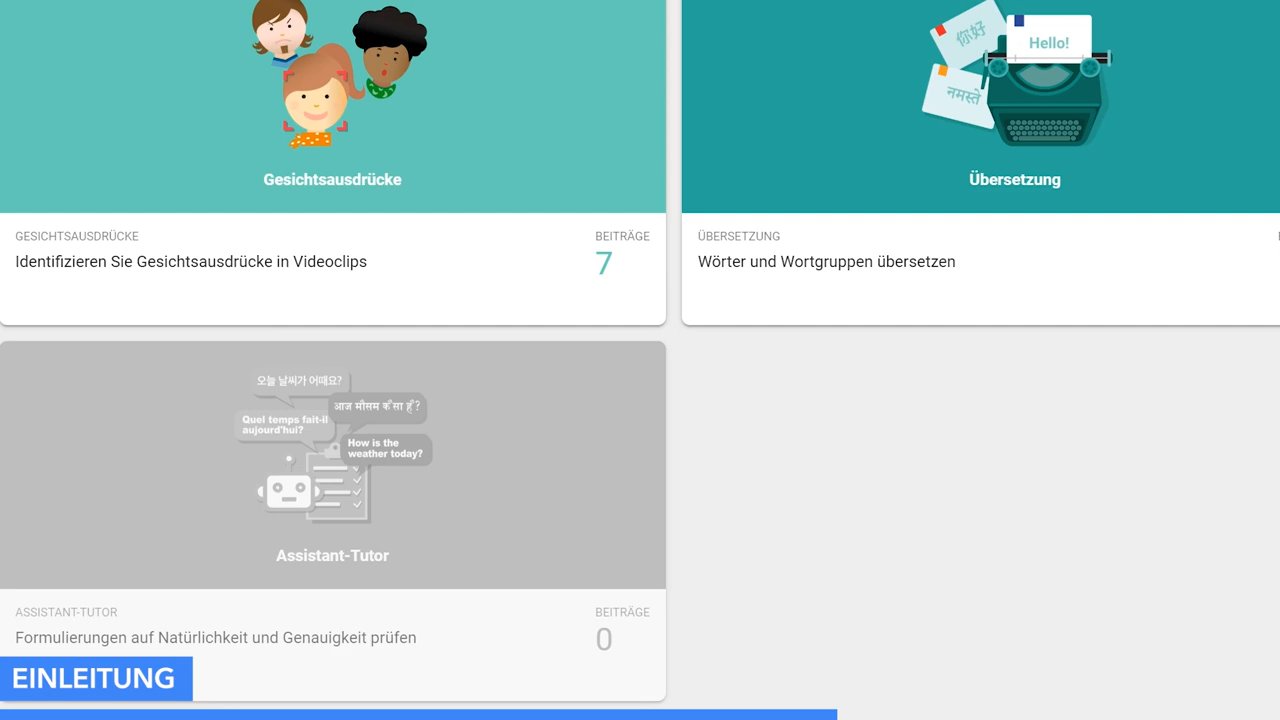 你好
Hello!
नमस्ते
Gesichtsausdrücke
Übersetzung
GESICHTSAUSDRÜCKE
BEITRÄGE
Identifizieren Sie Gesichtsausdrücke in Videoclips
7
ÜBERSETZUNG
Wörter und Wortgruppen übersetzen
오늘 날씨가 어때요?
आज मौसम कैसा है?
Quel temps fait-il
aujourd'hui?
How is the
weather today?
Assistant-Tutor
ASSISTANT-TUTOR
BEITRÄGE
Formulierungen auf Natürlichkeit und Genauigkeit prüfen
0
EINLEITUNG